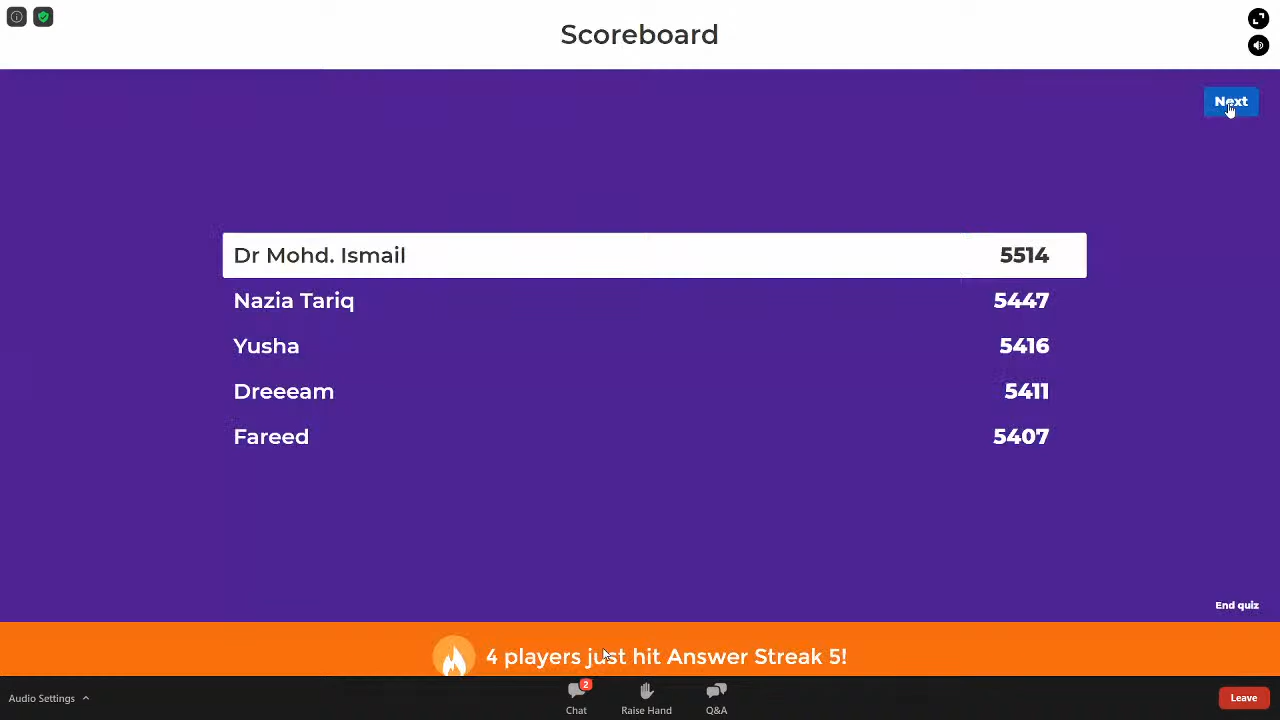 Scoreboard
Next
Dr Mohd. Ismail 5514
Nazia Tariq 5447
Yusha 5416
Dreeeam 5411
Fareed 5407
End quiz
4 players just hit Answer Streak 5!
Audio Settings
2
Chat
Raise Hand
Q&A
Leave